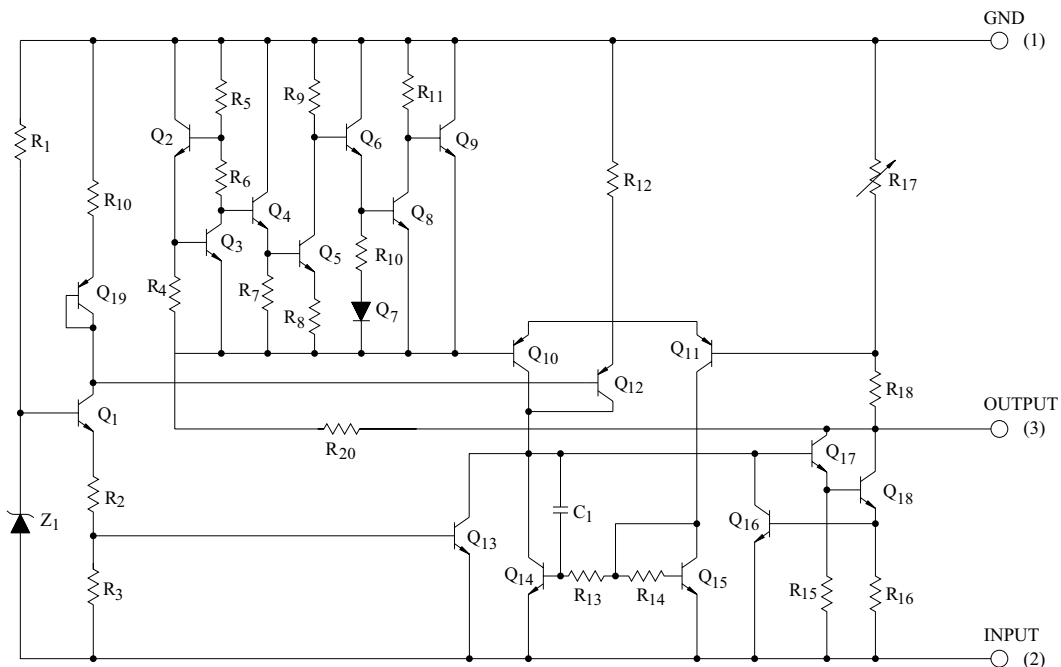 GND
(1)
R5
R9
R11
Q2
Q6
Q9
R1
R6
R12
R17
R10
Q4
Q8
Q3
Q5
R10
R4
R7
Q19
R8
Q7
Q10
Q11
Q12
R18
Q1
OUTPUT
(3)
R20
Q17
R2
Q18
Z1
C1
Q16
Q13
Q14
Q15
R3
R13
R14
R15
R16
INPUT
(2)